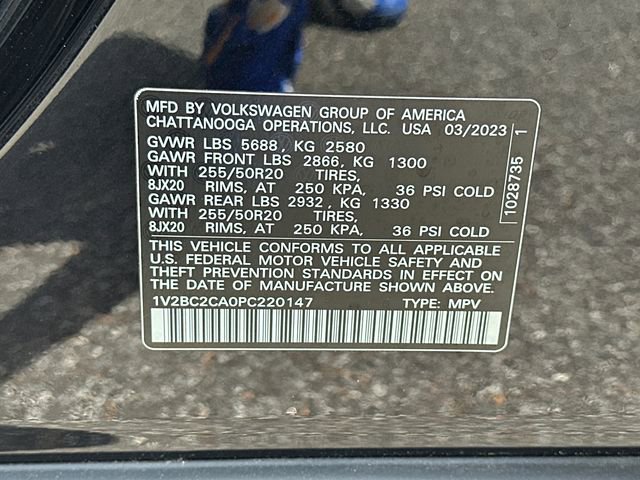 MFD BY VOLKSWAGEN GROUP OF AMERICA
CHATTANOOGA OPERATIONS, LLC. USA 03/2023
GVWR LBS 5688, KG 2580
GAWR FRONT LBS 2866, KG 1300
WITH 255/50R20 TIRES,
8JX20 RIMS, AT 250 KPA, 36 PSI COLD
GAWR REAR LBS 2932, KG 1330
WITH 255/50R20 TIRES,
8JX20 RIMS, AT 250 KPA, 36 PSI COLD
THIS VEHICLE CONFORMS TO ALL APPLICABLE
U.S. FEDERAL MOTOR VEHICLE SAFETY AND
THEFT PREVENTION STANDARDS IN EFFECT ON
THE DATE OF MANUFACTURE SHOWN ABOVE.
1V2BC2CA0PC220147 TYPE: MPV
1028735 1